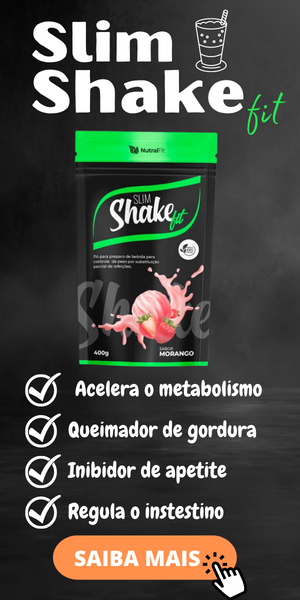 Slim
Shake
fit
NutralFit
SLIM
Shake
fit
Pó para preparo de bebida para
controle de peso por substituição
parcial de refeições.
Shake
400g
SABOR
MORANGO
Acelera o metabolismo
Queimador de gordura
Inibidor de apetite
Regula o instestino
SAIBA MAIS